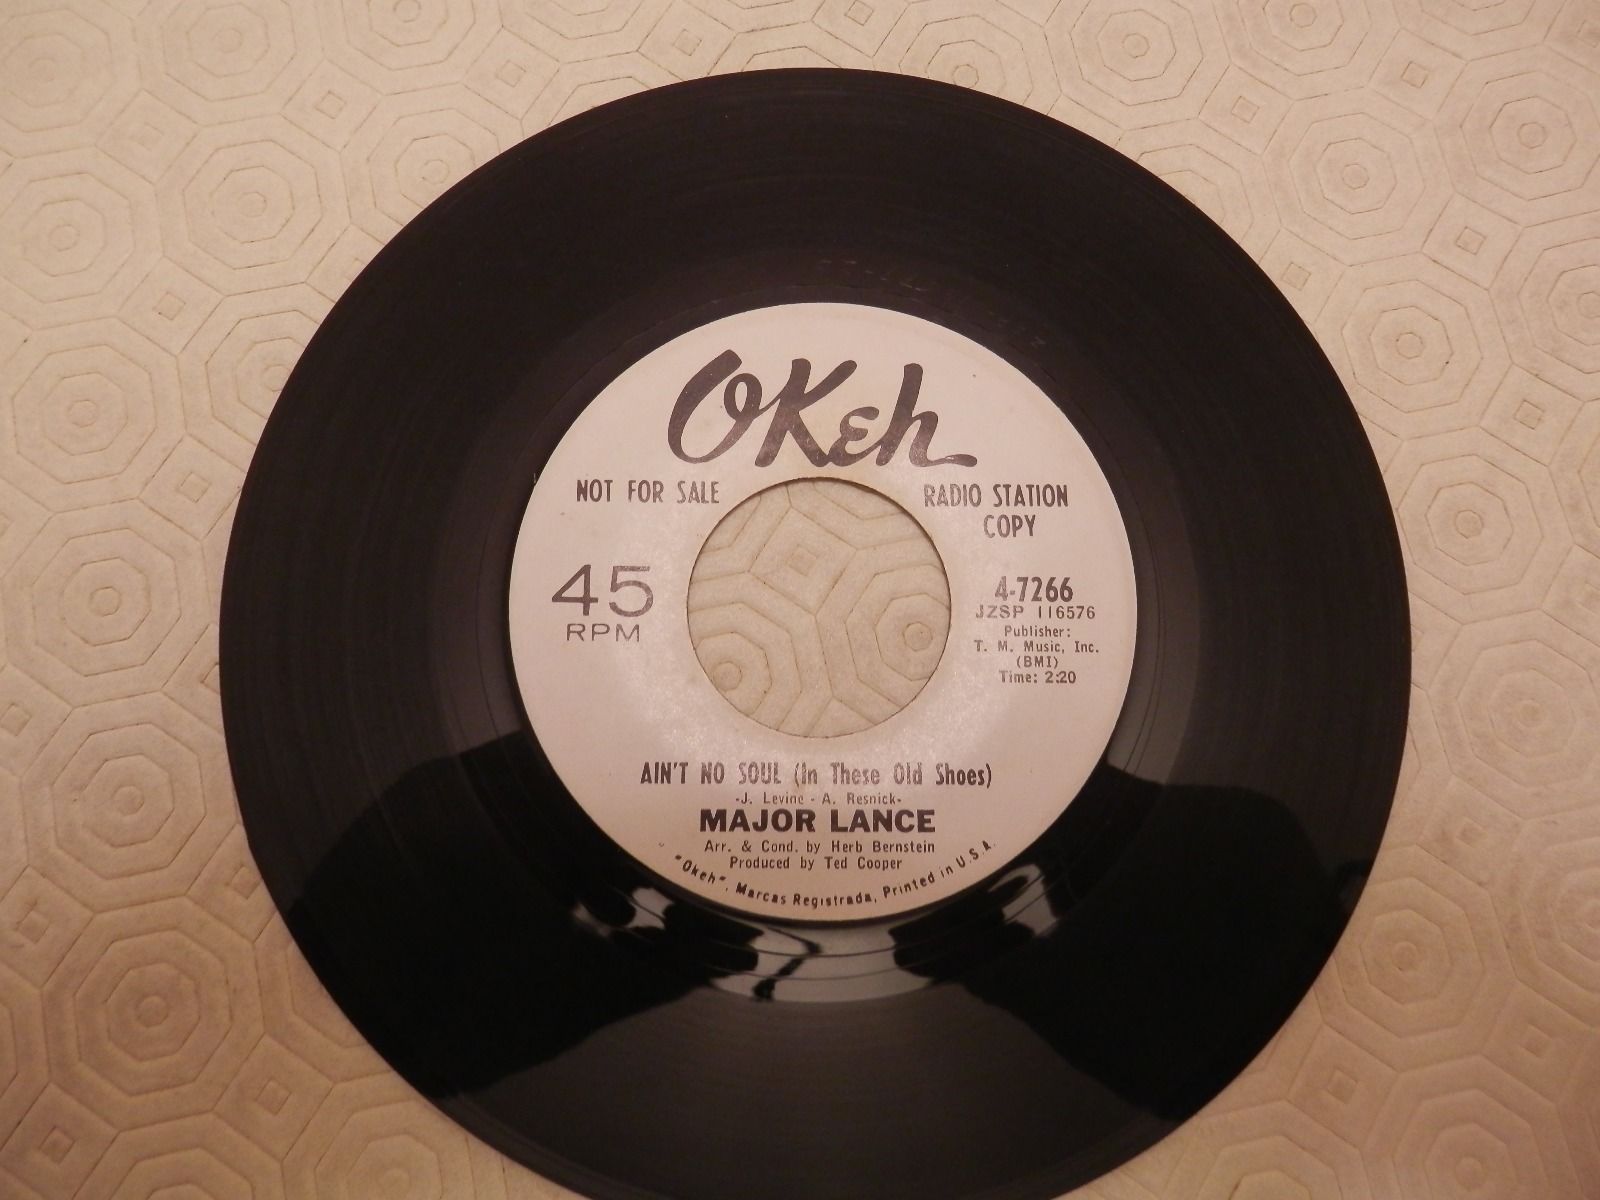 OKeh
NOT FOR SALE
RADIO STATION
COPY
45
RPM
4-7266
JZSP 116576
Publisher:
T. M. Music, Inc.
(BMI)
Time: 2:20
AIN'T NO SOUL (In These Old Shoes)
-J. Levine - A. Resnick-
MAJOR LANCE
Arr. & Cond. by Herb Bernstein
Produced by Ted Cooper
"Okeh", Marcas Registrada, Printed in U.S.A.